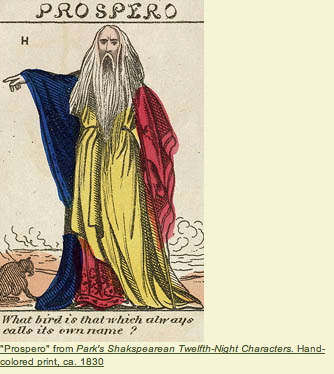 PROSPERO
H
What bird is that which always
calls its own name ?
"Prospero" from Park's Shakspearean Twelfth-Night Characters. Hand-
colored print, ca. 1830